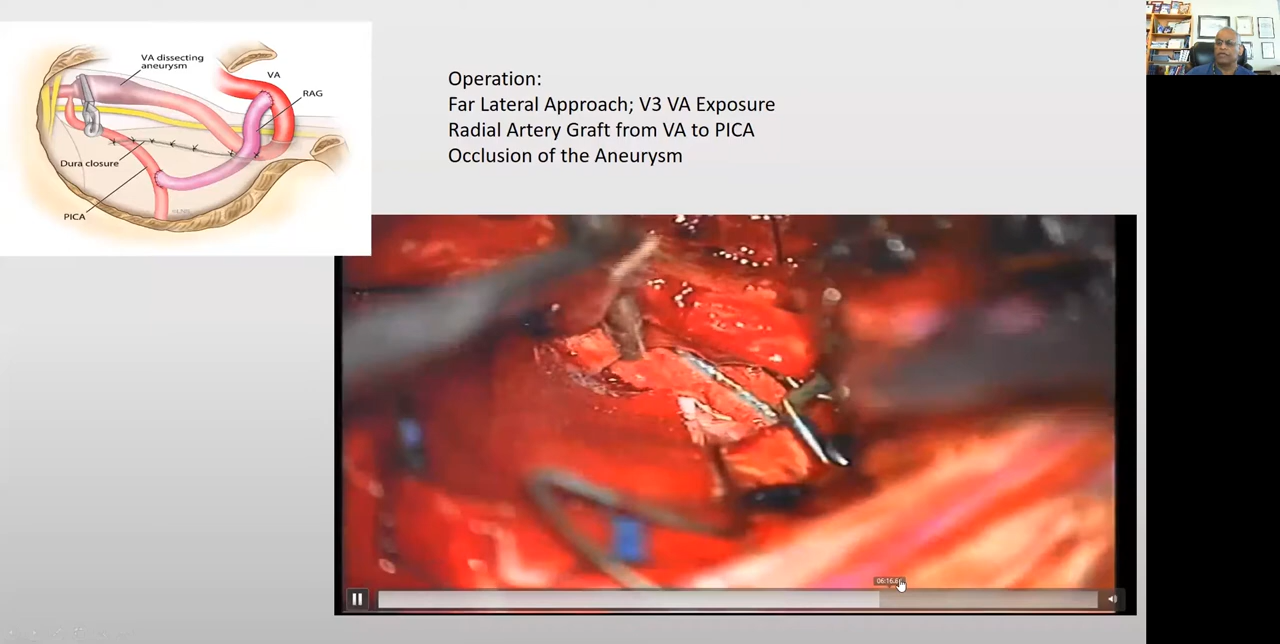 VA dissecting
aneurysm
VA
RAG
Dura closure
PICA
Operation:
Far Lateral Approach; V3 VA Exposure
Radial Artery Graft from VA to PICA
Occlusion of the Aneurysm